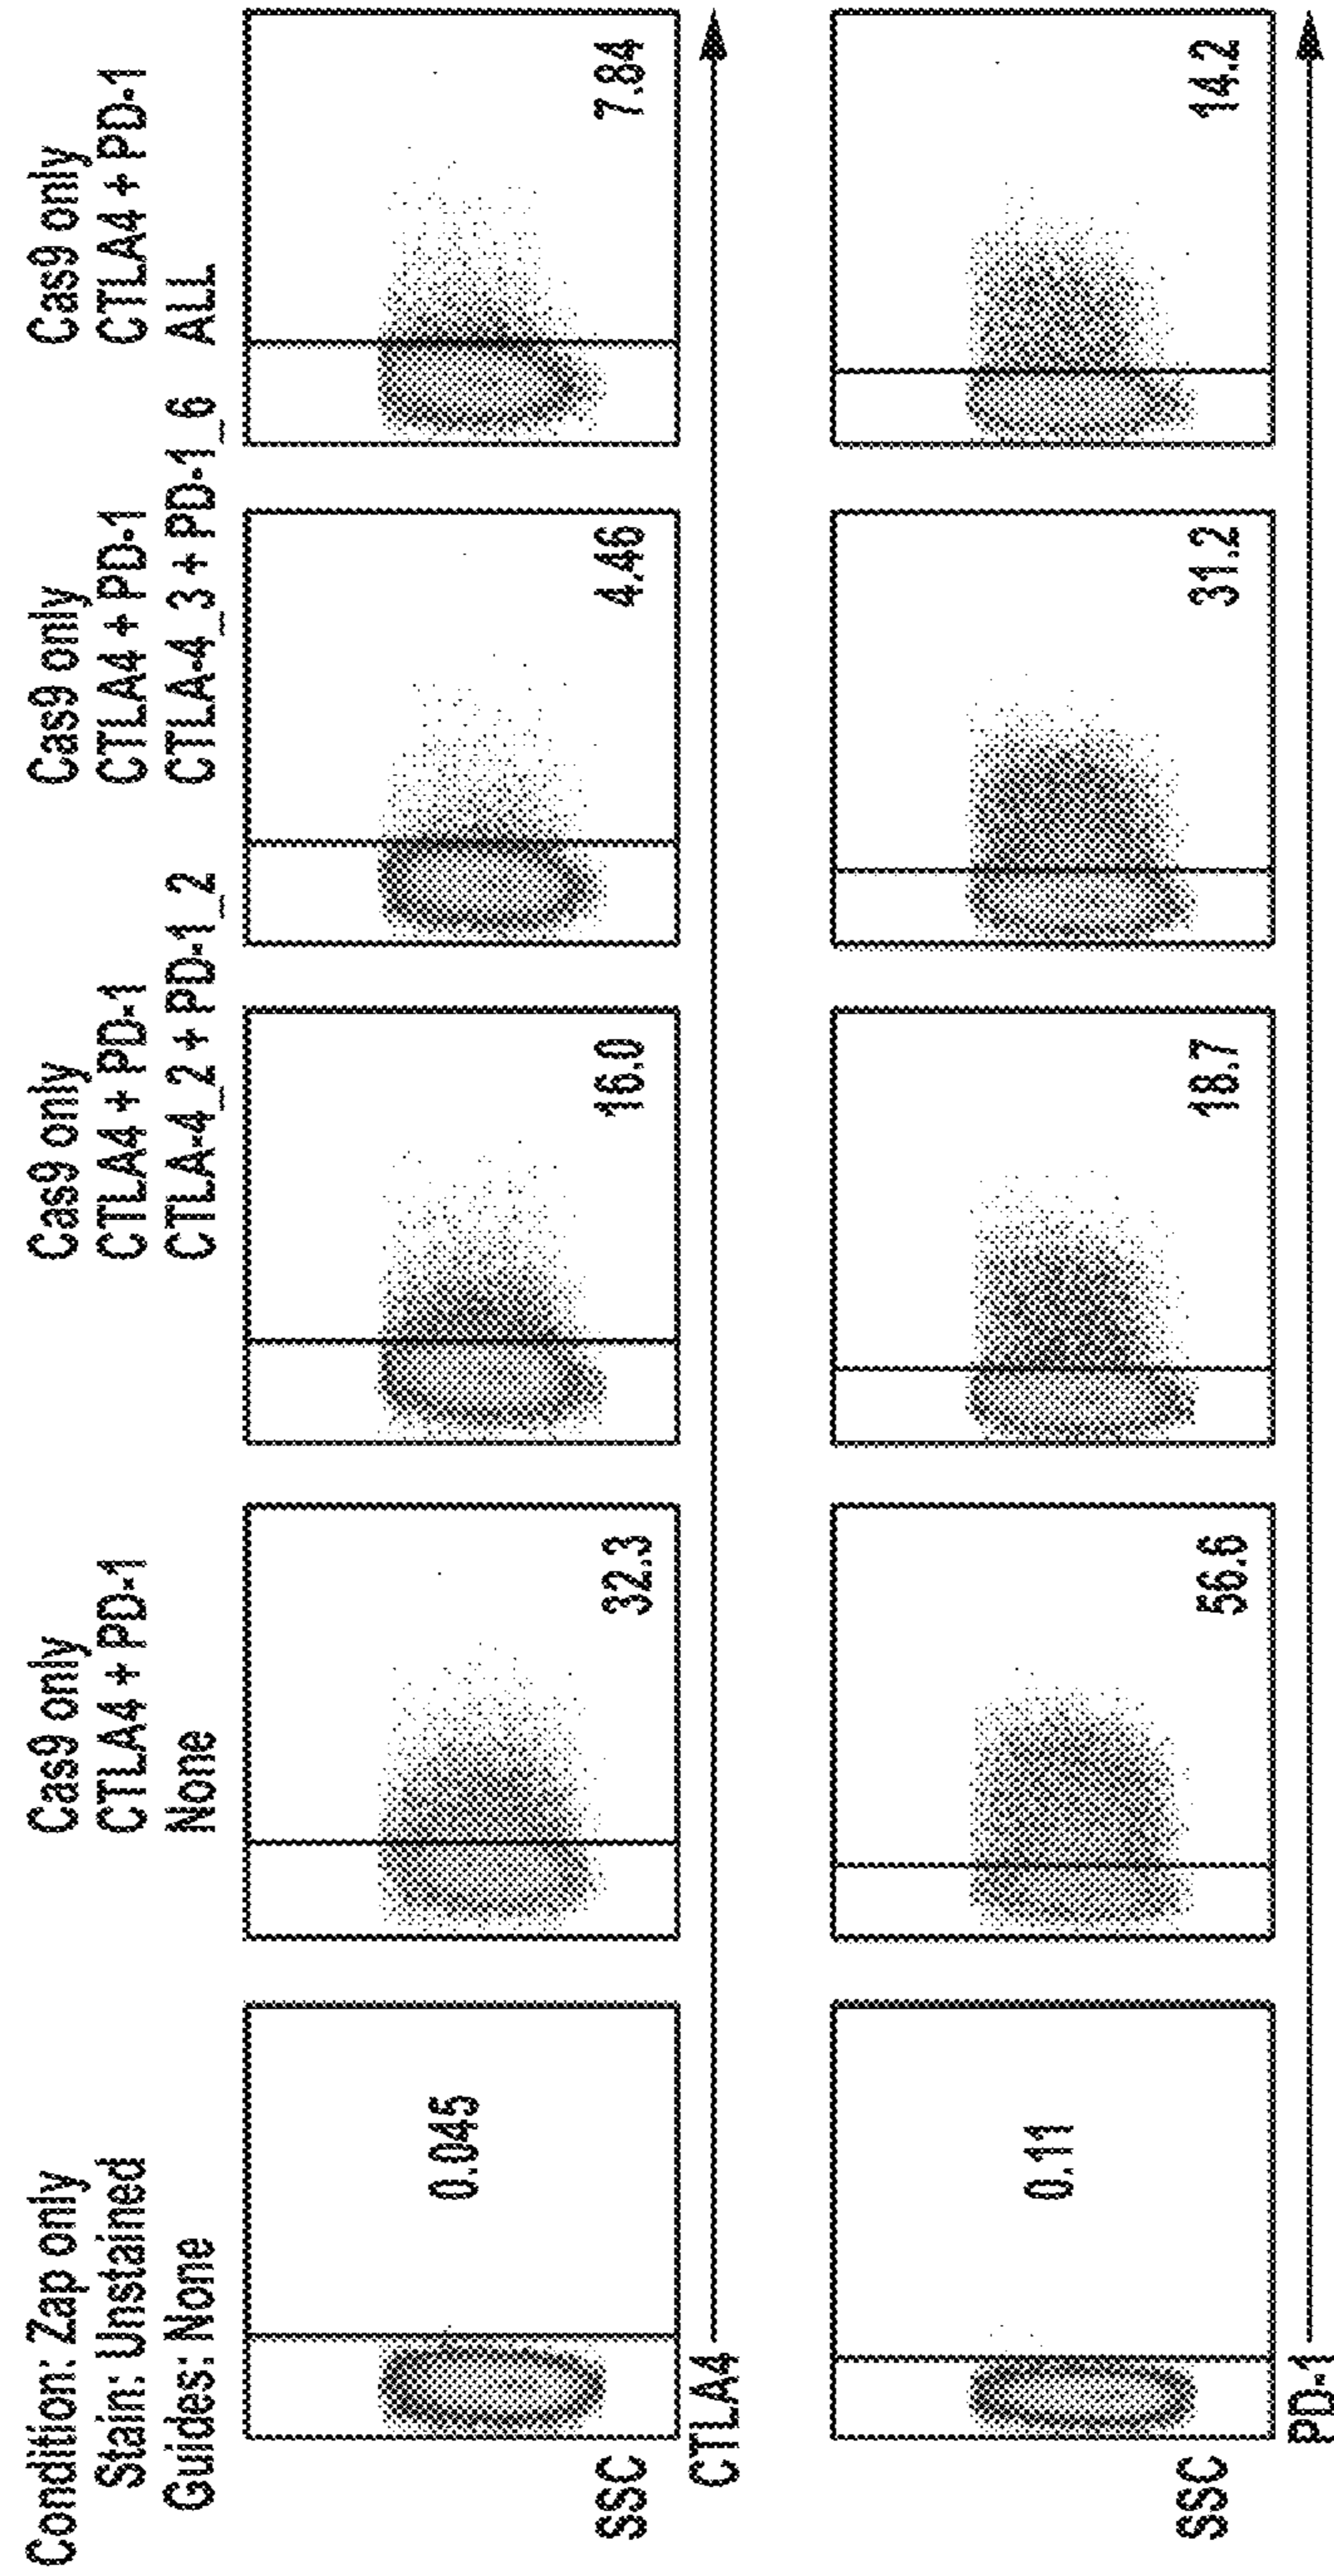 Condition: Zap only
Stain: Unstained
Guides: None
Cas9 only
CTLA4 + PD-1
None
Cas9 only
CTLA4 + PD-1
CTLA-4_2 + PD-1_2
Cas9 only
CTLA4 + PD-1
CTLA-4_3 + PD-1_6
Cas9 only
CTLA4 + PD-1
ALL
SSC
0.045
32.3
16.0
4.46
7.84
CTLA4
SSC
0.11
56.6
18.7
31.2
14.2
PD-1